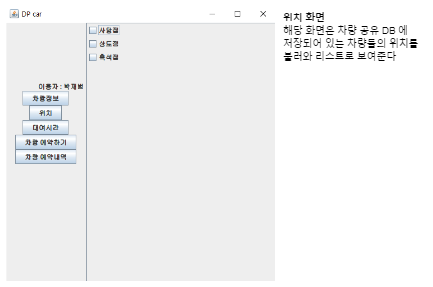 DP car
사당점
상도점
흑석점
이용자 : 박재범
차량정보
위치
대여시간
차량 예약하기
차량 예약내역
위치 화면
해당 화면은 차량 공유 DB 에
저장되어 있는 차량들의 위치를
불러와 리스트로 보여준다